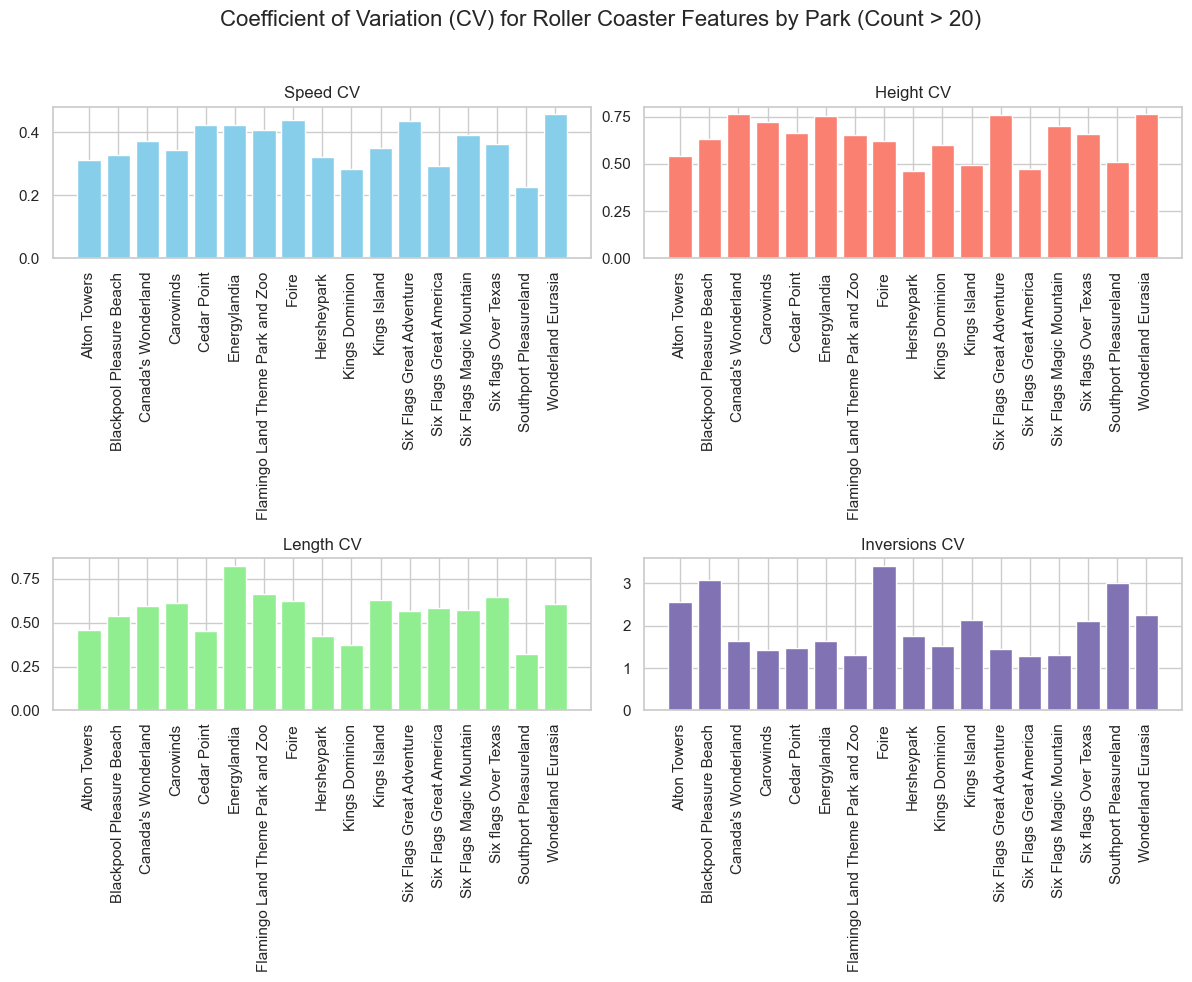 Coefficient of Variation (CV) for Roller Coaster Features by Park (Count > 20)
Speed CV
0.4
0.2
0.0
Alton Towers
Blackpool Pleasure Beach
Canada's Wonderland
Carowinds
Cedar Point
Energylandia
Flamingo Land Theme Park and Zoo
Foire
Hersheypark
Kings Dominion
Kings Island
Six Flags Great Adventure
Six Flags Great America
Six Flags Magic Mountain
Six flags Over Texas
Southport Pleasureland
Wonderland Eurasia
Height CV
0.75
0.50
0.25
0.00
Alton Towers
Blackpool Pleasure Beach
Canada's Wonderland
Carowinds
Cedar Point
Energylandia
Flamingo Land Theme Park and Zoo
Foire
Hersheypark
Kings Dominion
Kings Island
Six Flags Great Adventure
Six Flags Great America
Six Flags Magic Mountain
Six flags Over Texas
Southport Pleasureland
Wonderland Eurasia
Length CV
0.75
0.50
0.25
0.00
Alton Towers
Blackpool Pleasure Beach
Canada's Wonderland
Carowinds
Cedar Point
Energylandia
Flamingo Land Theme Park and Zoo
Foire
Hersheypark
Kings Dominion
Kings Island
Six Flags Great Adventure
Six Flags Great America
Six Flags Magic Mountain
Six flags Over Texas
Southport Pleasureland
Wonderland Eurasia
Inversions CV
3
2
1
0
Alton Towers
Blackpool Pleasure Beach
Canada's Wonderland
Carowinds
Cedar Point
Energylandia
Flamingo Land Theme Park and Zoo
Foire
Hersheypark
Kings Dominion
Kings Island
Six Flags Great Adventure
Six Flags Great America
Six Flags Magic Mountain
Six flags Over Texas
Southport Pleasureland
Wonderland Eurasia